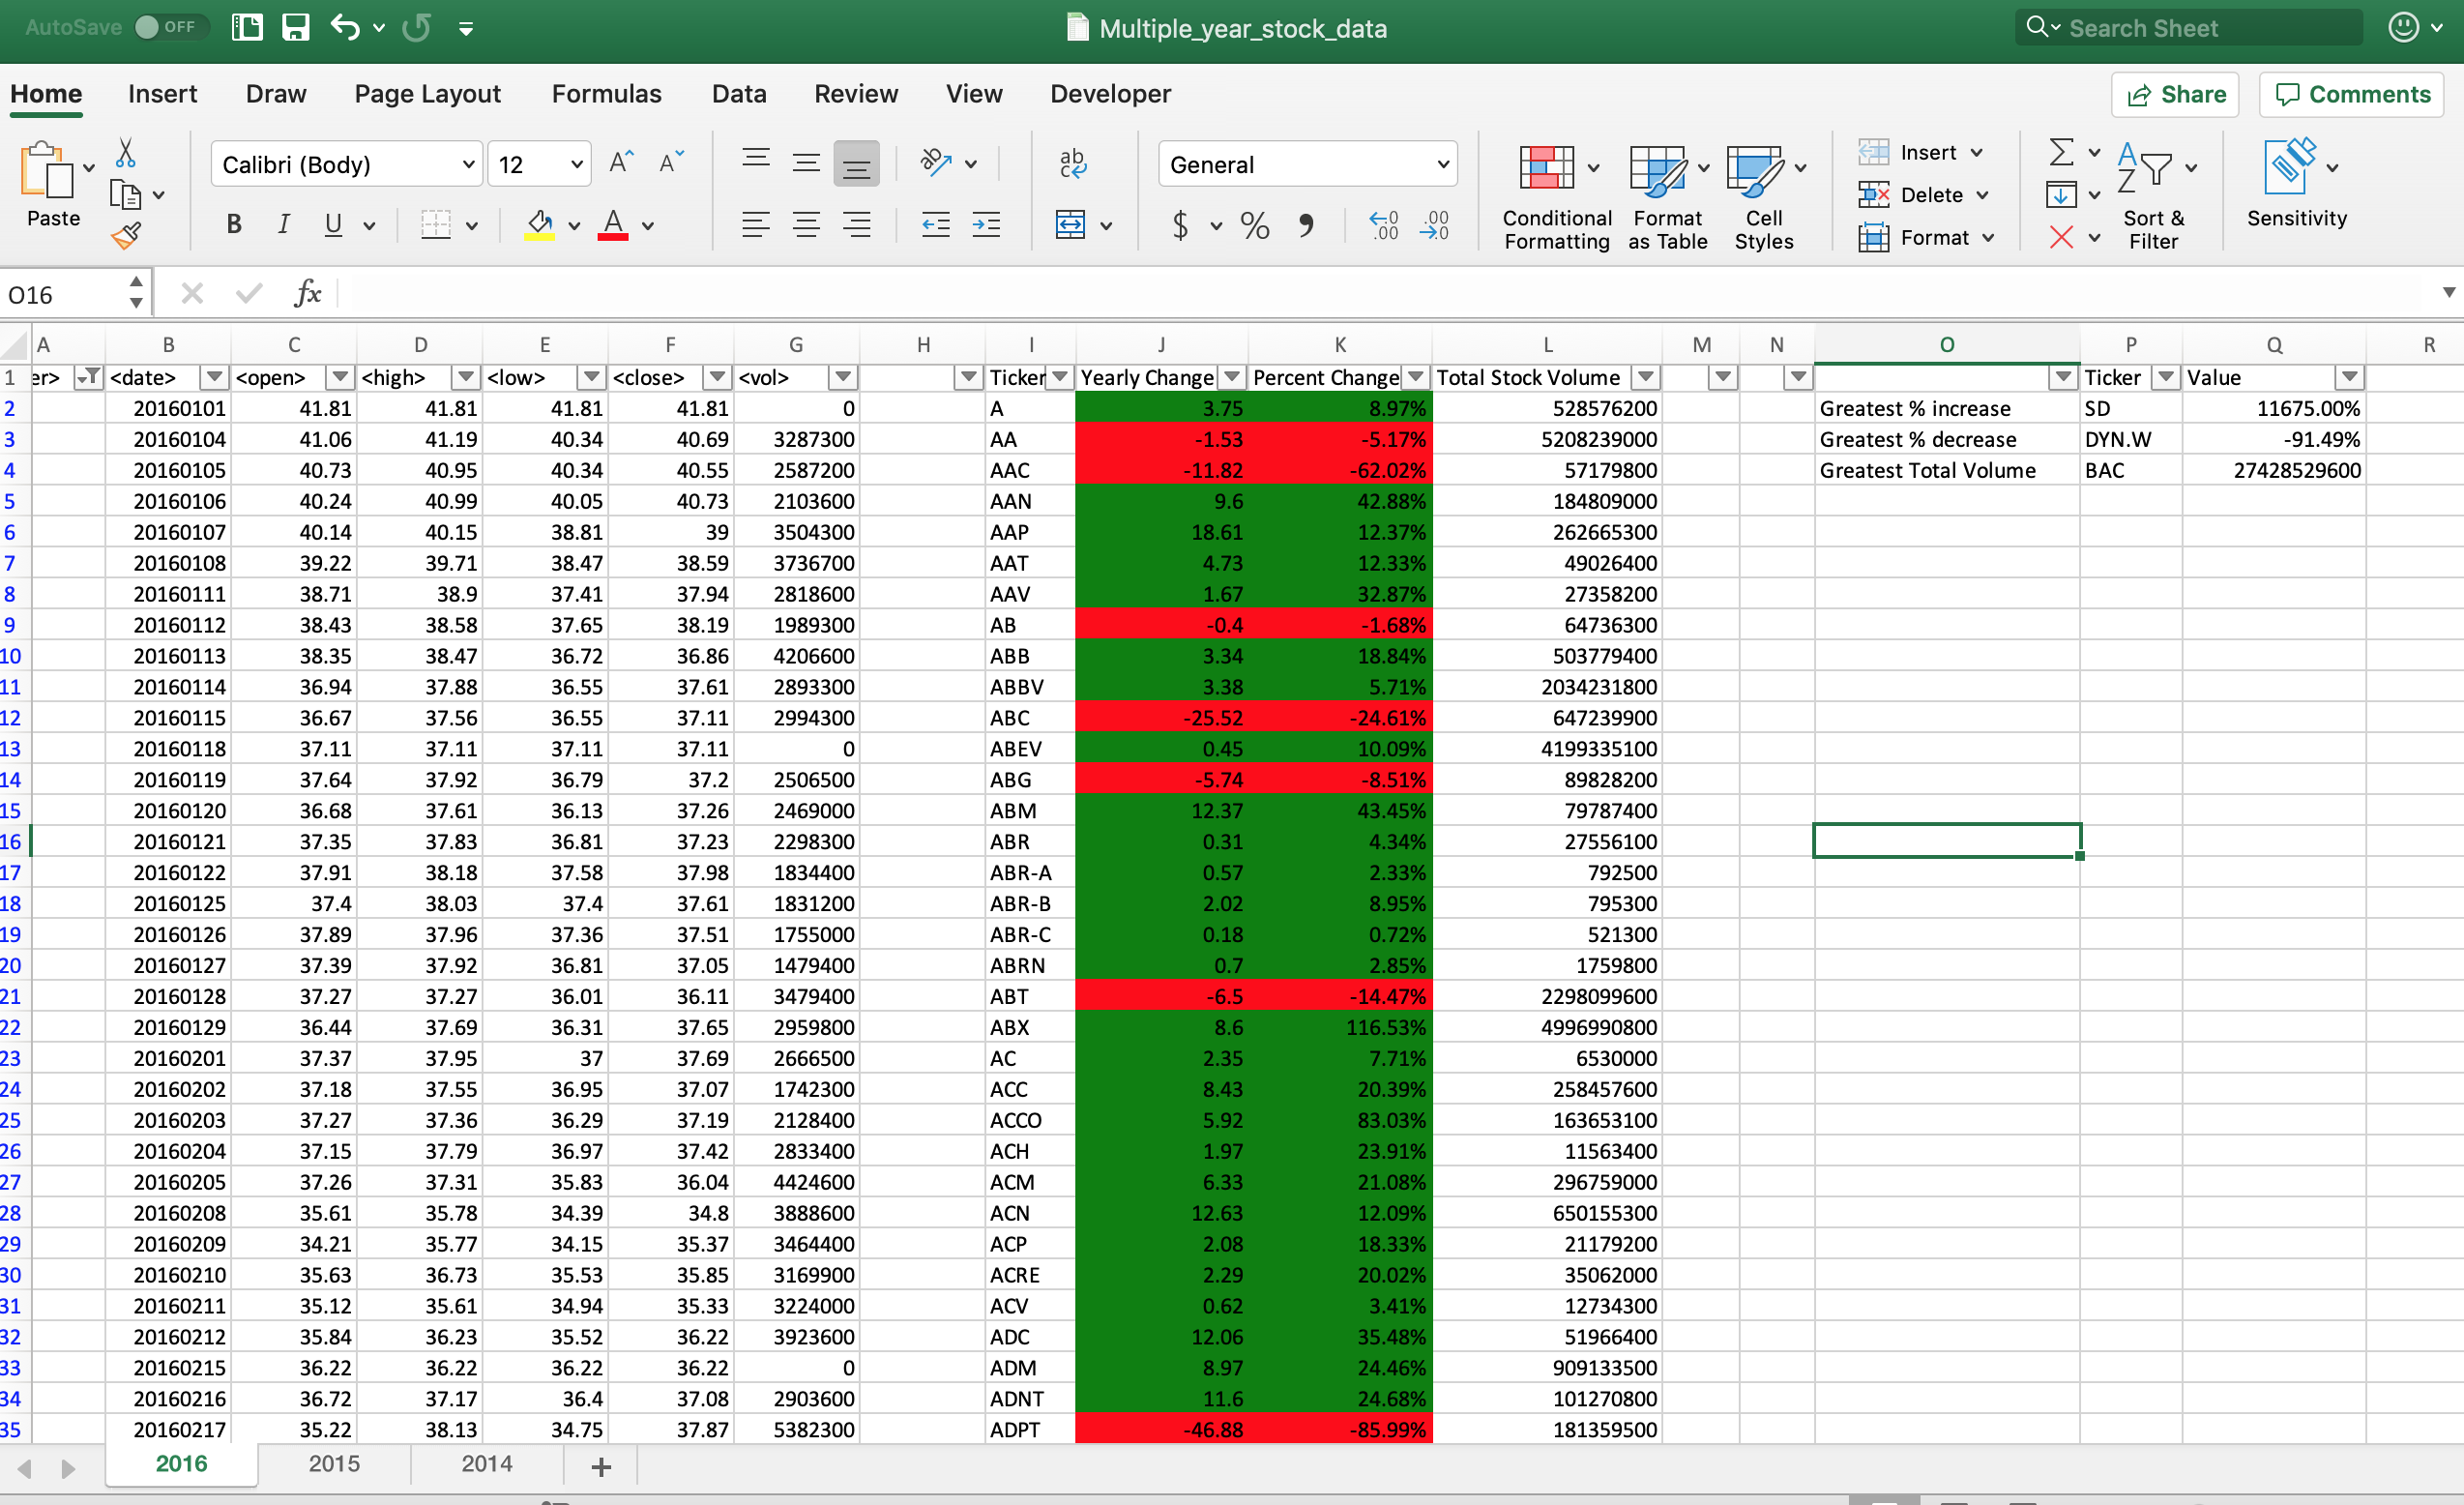 AutoSave OFF Multiple_year_stock_data Search Sheet
Home Insert Draw Page Layout Formulas Data Review View Developer Share Comments
Paste Calibri (Body) 12 General Conditional Formatting Format as Table Cell Styles Insert Delete Format Sort & Filter Sensitivity
O16 fx
A B C D E F G H I J K L M N O P Q R
1 er> <date> <open> <high> <low> <close> <vol> Ticker Yearly Change Percent Change Total Stock Volume Ticker Value
2 20160101 41.81 41.81 41.81 41.81 0 A 3.75 8.97% 528576200 Greatest % increase SD 11675.00%
3 20160104 41.06 41.19 40.34 40.69 3287300 AA -1.53 -5.17% 5208239000 Greatest % decrease DYN.W -91.49%
4 20160105 40.73 40.95 40.34 40.55 2587200 AAC -11.82 -62.02% 57179800 Greatest Total Volume BAC 27428529600
5 20160106 40.24 40.99 40.05 40.73 2103600 AAN 9.6 42.88% 184809000
6 20160107 40.14 40.15 38.81 39 3504300 AAP 18.61 12.37% 262665300
7 20160108 39.22 39.71 38.47 38.59 3736700 AAT 4.73 12.33% 49026400
8 20160111 38.71 38.9 37.41 37.94 2818600 AAV 1.67 32.87% 27358200
9 20160112 38.43 38.58 37.65 38.19 1989300 AB -0.4 -1.68% 64736300
10 20160113 38.35 38.47 36.72 36.86 4206600 ABB 3.34 18.84% 503779400
11 20160114 36.94 37.88 36.55 37.61 2893300 ABBV 3.38 5.71% 2034231800
12 20160115 36.67 37.56 36.55 37.11 2994300 ABC -25.52 -24.61% 647239900
13 20160118 37.11 37.11 37.11 37.11 0 ABEV 0.45 10.09% 4199335100
14 20160119 37.64 37.92 36.79 37.2 2506500 ABG -5.74 -8.51% 89828200
15 20160120 36.68 37.61 36.13 37.26 2469000 ABM 12.37 43.45% 79787400
16 20160121 37.35 37.83 36.81 37.23 2298300 ABR 0.31 4.34% 27556100
17 20160122 37.91 38.18 37.58 37.98 1834400 ABR-A 0.57 2.33% 792500
18 20160125 37.4 38.03 37.4 37.61 1831200 ABR-B 2.02 8.95% 795300
19 20160126 37.89 37.96 37.36 37.51 1755000 ABR-C 0.18 0.72% 521300
20 20160127 37.39 37.92 36.81 37.05 1479400 ABRN 0.7 2.85% 1759800
21 20160128 37.27 37.27 36.01 36.11 3479400 ABT -6.5 -14.47% 2298099600
22 20160129 36.44 37.69 36.31 37.65 2959800 ABX 8.6 116.53% 4996990800
23 20160201 37.37 37.95 37 37.69 2666500 AC 2.35 7.71% 6530000
24 20160202 37.18 37.55 36.95 37.07 1742300 ACC 8.43 20.39% 258457600
25 20160203 37.27 37.36 36.29 37.19 2128400 ACCO 5.92 83.03% 163653100
26 20160204 37.15 37.79 36.97 37.42 2833400 ACH 1.97 23.91% 11563400
27 20160205 37.26 37.31 35.83 36.04 4424600 ACM 6.33 21.08% 296759000
28 20160208 35.61 35.78 34.39 34.8 3888600 ACN 12.63 12.09% 650155300
29 20160209 34.21 35.77 34.15 35.37 3464400 ACP 2.08 18.33% 21179200
30 20160210 35.63 36.73 35.53 35.85 3169900 ACRE 2.29 20.02% 35062000
31 20160211 35.12 35.61 34.94 35.33 3224000 ACV 0.62 3.41% 12734300
32 20160212 35.84 36.23 35.52 36.22 3923600 ADC 12.06 35.48% 51966400
33 20160215 36.22 36.22 36.22 36.22 0 ADM 8.97 24.46% 909133500
34 20160216 36.72 37.17 36.4 37.08 2903600 ADNT 11.6 24.68% 101270800
35 20160217 35.22 38.13 34.75 37.87 5382300 ADPT -46.88 -85.99% 181359500
2016 2015 2014 +